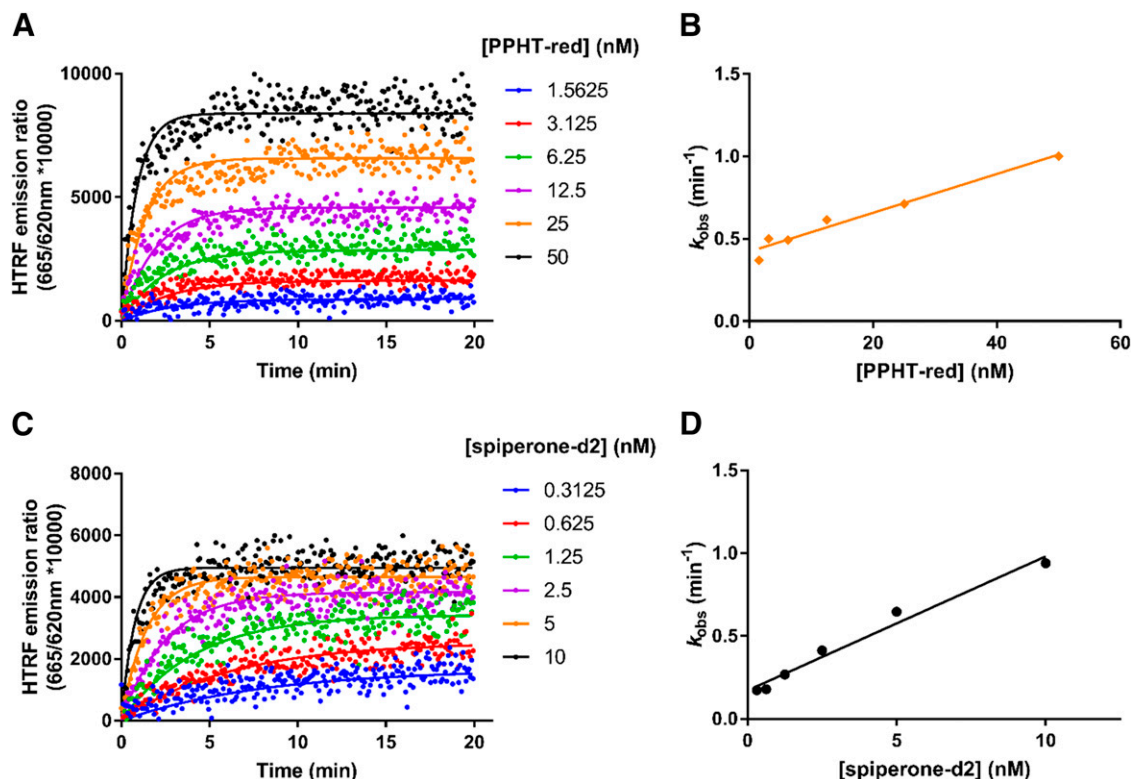 A
[PPHT-red] (nM)
10000
5000
0
HTRF emission ratio
(665/620nm *10000)
0 5 10 15 20
Time (min)
1.5625
3.125
6.25
12.5
25
50
B
1.5
1.0
0.5
0.0
kobs (min-1)
0 20 40 60
[PPHT-red] (nM)
C
[spiperone-d2] (nM)
8000
6000
4000
2000
0
HTRF emission ratio
(665/620nm *10000)
0 5 10 15 20
Time (min)
0.3125
0.625
1.25
2.5
5
10
D
1.5
1.0
0.5
0.0
kobs (min-1)
0 5 10
[spiperone-d2] (nM)